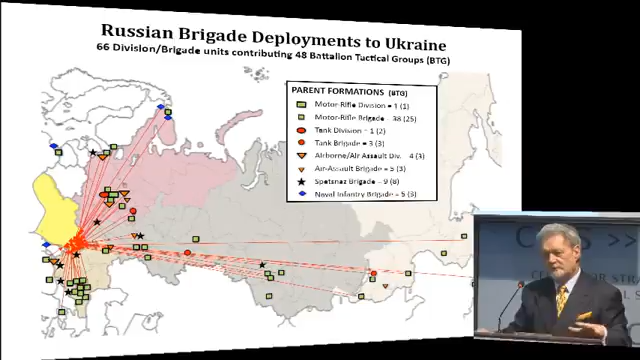 Russian Brigade Deployments to Ukraine
66 Division/Brigade units contributing 48 Battalion Tactical Groups (BTG)
PARENT FORMATIONS (BTG)
Motor-Rifle Division = 1 (1)
Motor-Rifle Brigade - 38 (25)
Tank Division - 1 (2)
Tank Brigade = 3 (3)
Airborne/Air Assault Div. 4 (3)
Air-Assault Brigade = 5 (3)
Spetsnaz Brigade - 9 (8)
Naval Infantry Brigade = 5 (3)
CSIS >>